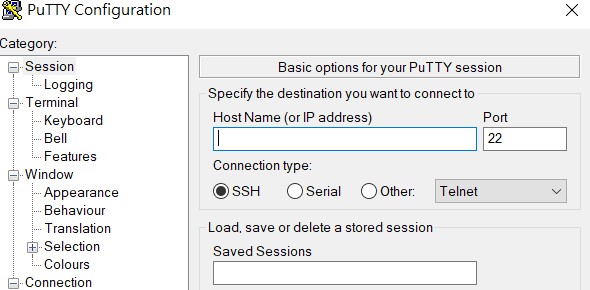 PuTTY Configuration
Category:
Session
Logging
Terminal
Keyboard
Bell
Features
Window
Appearance
Behaviour
Translation
Selection
Colours
Connection
Basic options for your PuTTY session
Specify the destination you want to connect to
Host Name (or IP address) Port
22
Connection type:
SSH Serial Other: Telnet
Load, save or delete a stored session
Saved Sessions